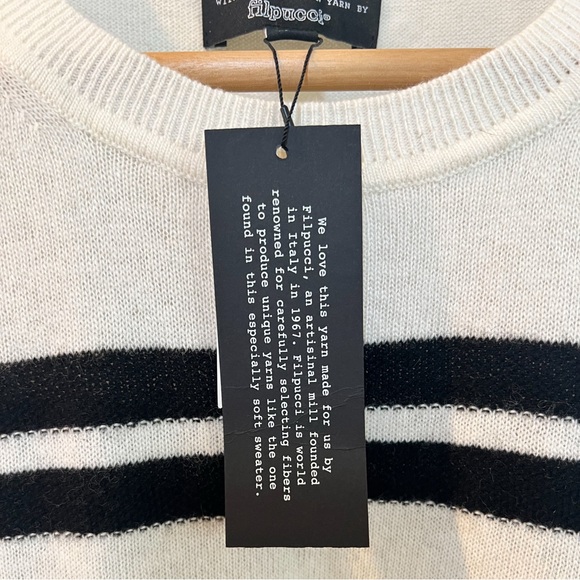 YARN BY
filpucci®
We love this yarn made for us by
Filpucci, an artisinal mill founded
in Italy in 1967. Filpucci is world
renowned for carefully selecting fibers
to produce unique yarns like the one
found in this especially soft sweater.